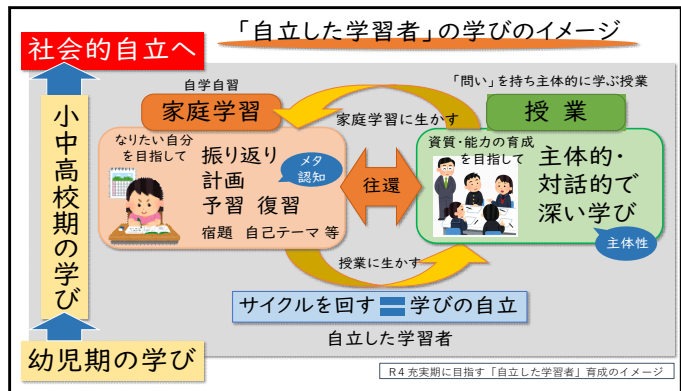 「自立した学習者」の学びのイメージ
社会的自立へ
小中高校期の学び
幼児期の学び
自学自習
家庭学習
なりたい自分
を目指して
振り返り
計画
予習 復習
宿題 自己テーマ 等
メタ
認知
家庭学習に生かす
往還
授業に生かす
「問い」を持ち主体的に学ぶ授業
授 業
資質・能力の育成
を目指して
主体的・
対話的で
深い学び
主体性
サイクルを回す＝学びの自立
自立した学習者
R4充実期に目指す「自立した学習者」育成のイメージ